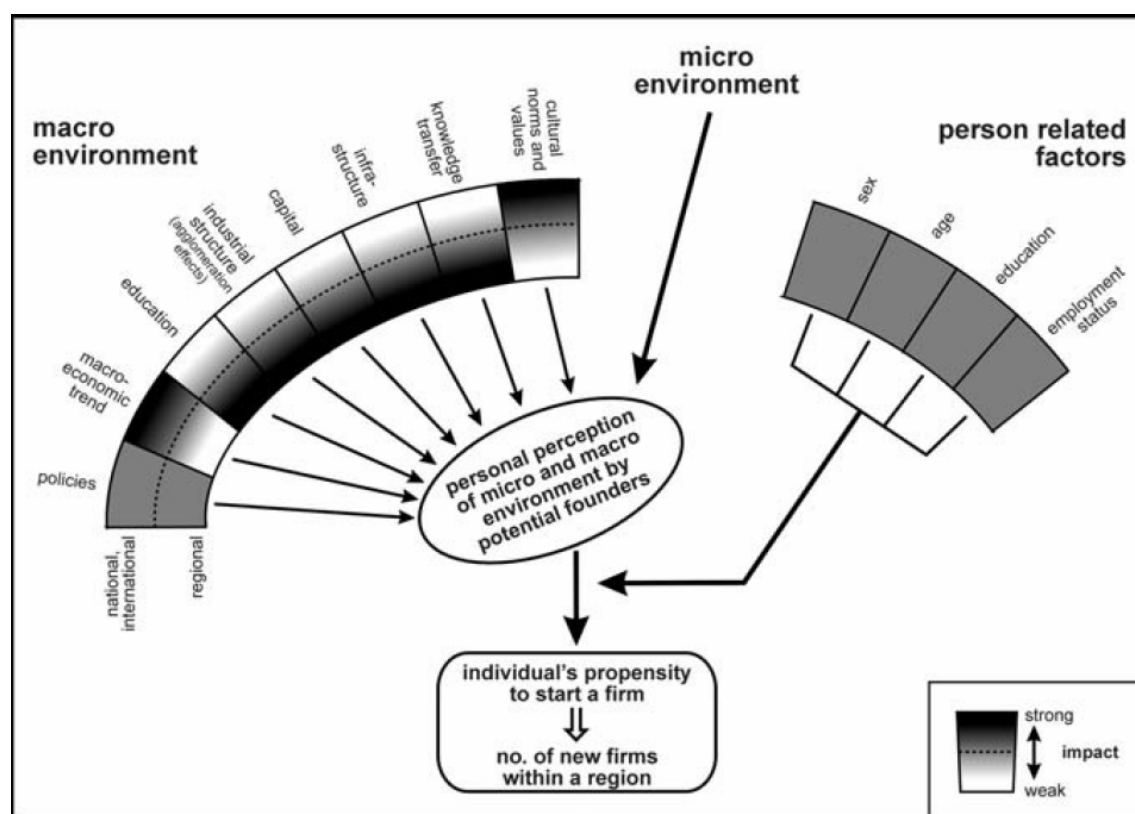 micro
environment
macro
environment
person related
factors
cultural
norms and
values
knowledge
transfer
infra-
structure
capital
industrial
structure
(agglomeration
effects)
education
macro-
economic
trend
policies
national,
international
regional
sex
age
education
employment
status
personal perception
of micro and macro
environment by
potential founders
individual's propensity
to start a firm
no. of new firms
within a region
strong
impact
weak